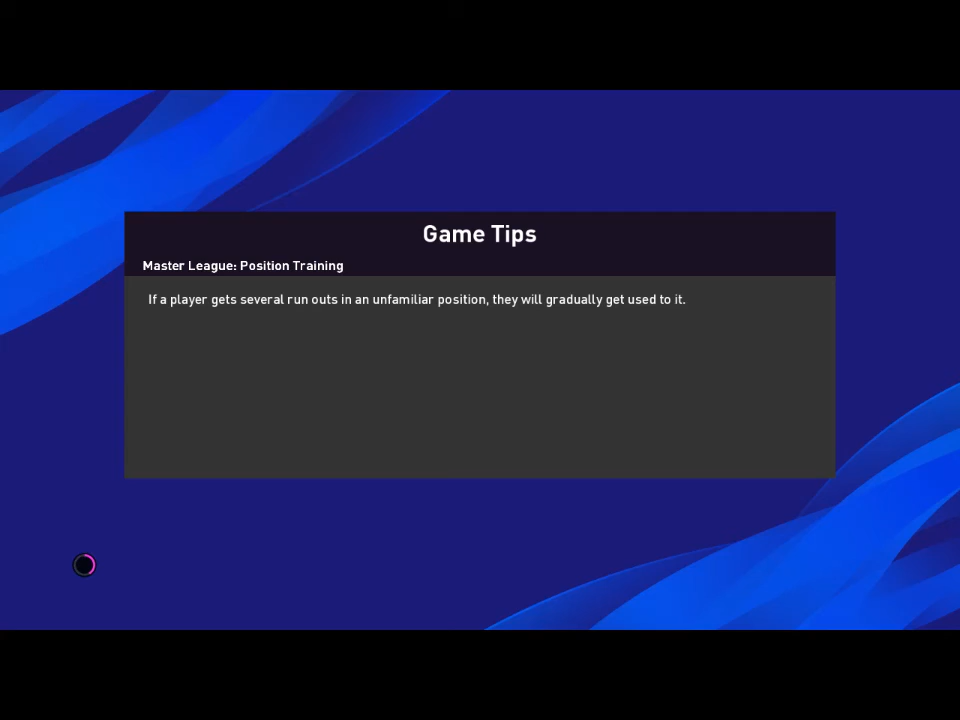 Game Tips
Master League: Position Training
If a player gets several run outs in an unfamiliar position, they will gradually get used to it.